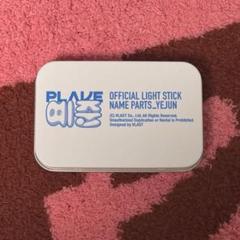 PLAVE
OFFICIAL LIGHT STICK
NAME PARTS_YEJUN
(C) VLAST Co., Ltd. All Rights Reserved.
Unauthorized Duplication or Rental is Prohibited.
Designed by VLAST